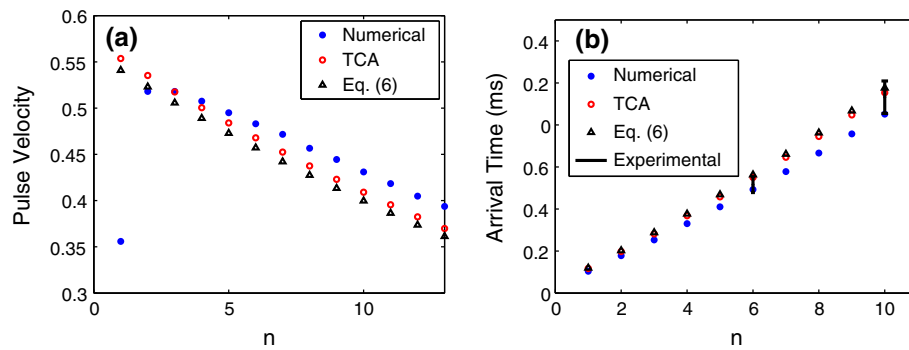 (a)
Numerical
TCA
Eq. (6)
Pulse Velocity
0.6
0.55
0.5
0.45
0.4
0.35
0.3
0 5 10
n
(b)
Numerical
TCA
Eq. (6)
Experimental
Arrival Time (ms)
0.4
0.2
0
0.6
0.4
0.2
0
0 2 4 6 8 10
n